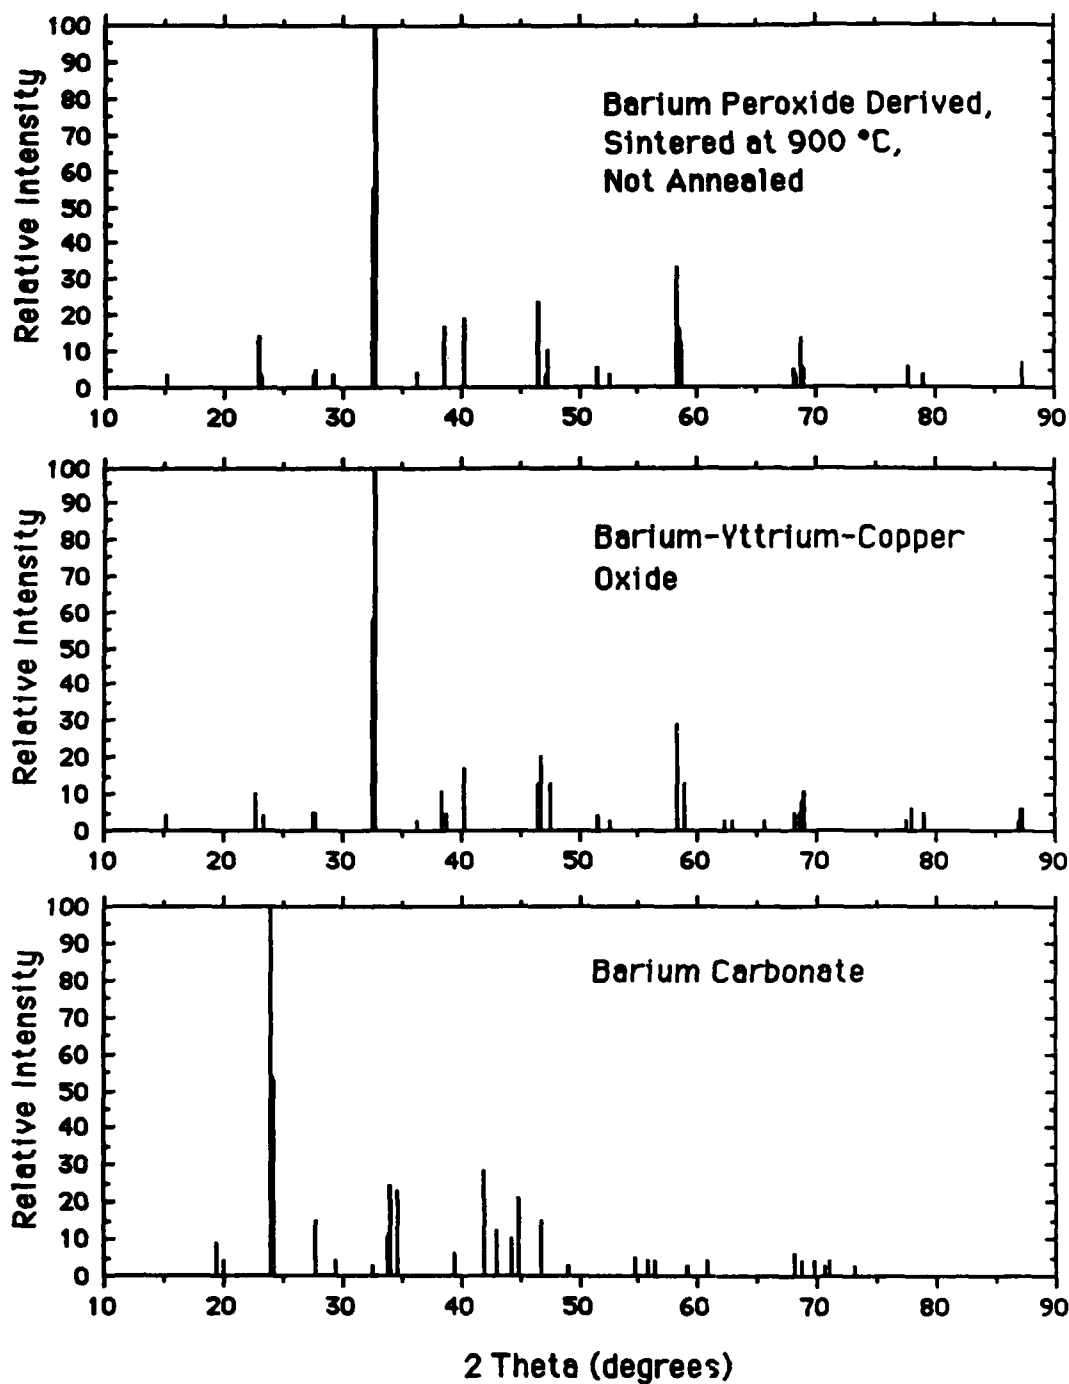 100
90
80
70
60
50
40
30
20
10
0
Relative Intensity
Barium Peroxide Derived,
Sintered at 900 °C,
Not Annealed
10 20 30 40 50 60 70 80 90
100
90
80
70
60
50
40
30
20
10
0
Relative Intensity
Barium-Yttrium-Copper
Oxide
10 20 30 40 50 60 70 80 90
100
90
80
70
60
50
40
30
20
10
0
Relative Intensity
Barium Carbonate
10 20 30 40 50 60 70 80 90
2 Theta (degrees)